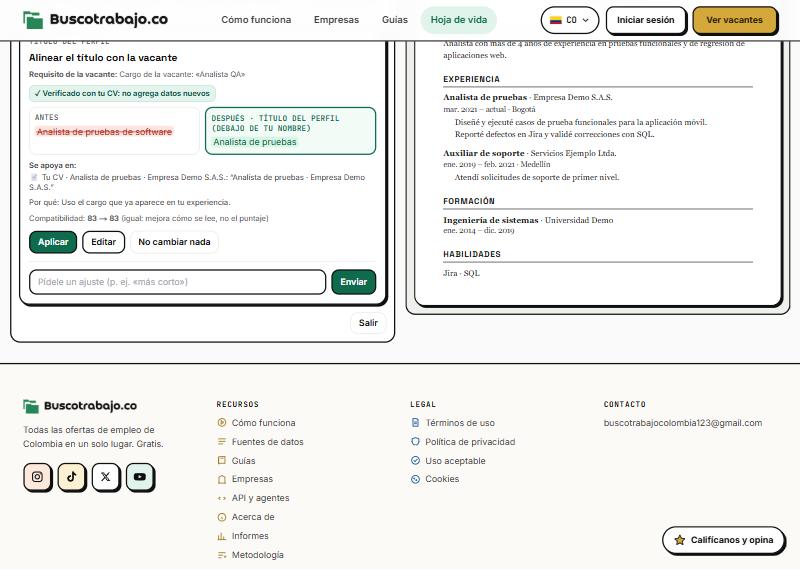 Buscotrabajo.co
Cómo funciona
Empresas
Guías
Hoja de vida
CO
Iniciar sesión
Ver vacantes
Alinear el título con la vacante
Requisito de la vacante: Cargo de la vacante: «Analista QA»
✓ Verificado con tu CV: no agrega datos nuevos
ANTES
Analista de pruebas de software
DESPUÉS · TÍTULO DEL PERFIL
(DEBAJO DE TU NOMBRE)
Analista de pruebas
Se apoya en:
Tu CV · Analista de pruebas · Empresa Demo S.A.S.: "Analista de pruebas · Empresa Demo
S.A.S."
Por qué: Uso el cargo que ya aparece en tu experiencia.
Compatibilidad: 83 → 83 (igual: mejora cómo se lee, no el puntaje)
Aplicar
Editar
No cambiar nada
Pídele un ajuste (p. ej. «más corto»)
Enviar
Salir
Analista con más de 4 años de experiencia en pruebas funcionales y de regresión de
aplicaciones web.
EXPERIENCIA
Analista de pruebas · Empresa Demo S.A.S.
mar. 2021 – actual · Bogotá
Diseñé y ejecuté casos de prueba funcionales para la aplicación móvil.
Reporté defectos en Jira y validé correcciones con SQL.
Auxiliar de soporte · Servicios Ejemplo Ltda.
ene. 2019 – feb. 2021 · Medellín
Atendí solicitudes de soporte de primer nivel.
FORMACIÓN
Ingeniería de sistemas · Universidad Demo
ene. 2014 – dic. 2019
HABILIDADES
Jira · SQL
Buscotrabajo.co
Todas las ofertas de empleo de
Colombia en un solo lugar. Gratis.
RECURSOS
Cómo funciona
Fuentes de datos
Guías
Empresas
API y agentes
Acerca de
Informes
Metodología
LEGAL
Términos de uso
Política de privacidad
Uso aceptable
Cookies
CONTACTO
buscotrabajocolombia123@gmail.com
Califícanos y opina